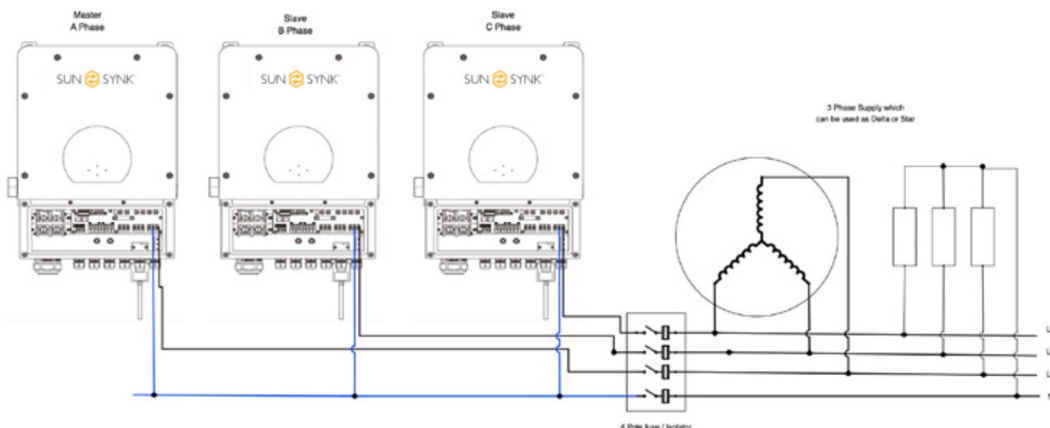 Master
A Phase
Slave
B Phase
Slave
C Phase
SUN SYNK
SUN SYNK
SUN SYNK
3 Phase Supply which
can be used as Delta or Star
L
L
L
4 Pole fuse / Isolator